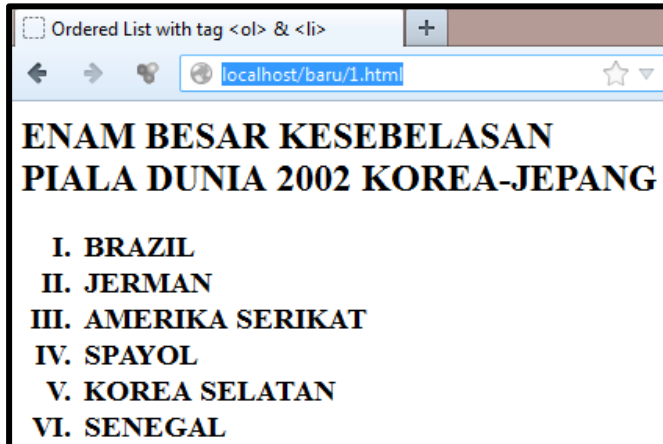 Ordered List with tag <ol> & <li>
localhost/baru/1.html
ENAM BESAR KESEBELASAN
PIALA DUNIA 2002 KOREA-JEPANG
I. BRAZIL
II. JERMAN
III. AMERIKA SERIKAT
IV. SPAYOL
V. KOREA SELATAN
VI. SENEGAL